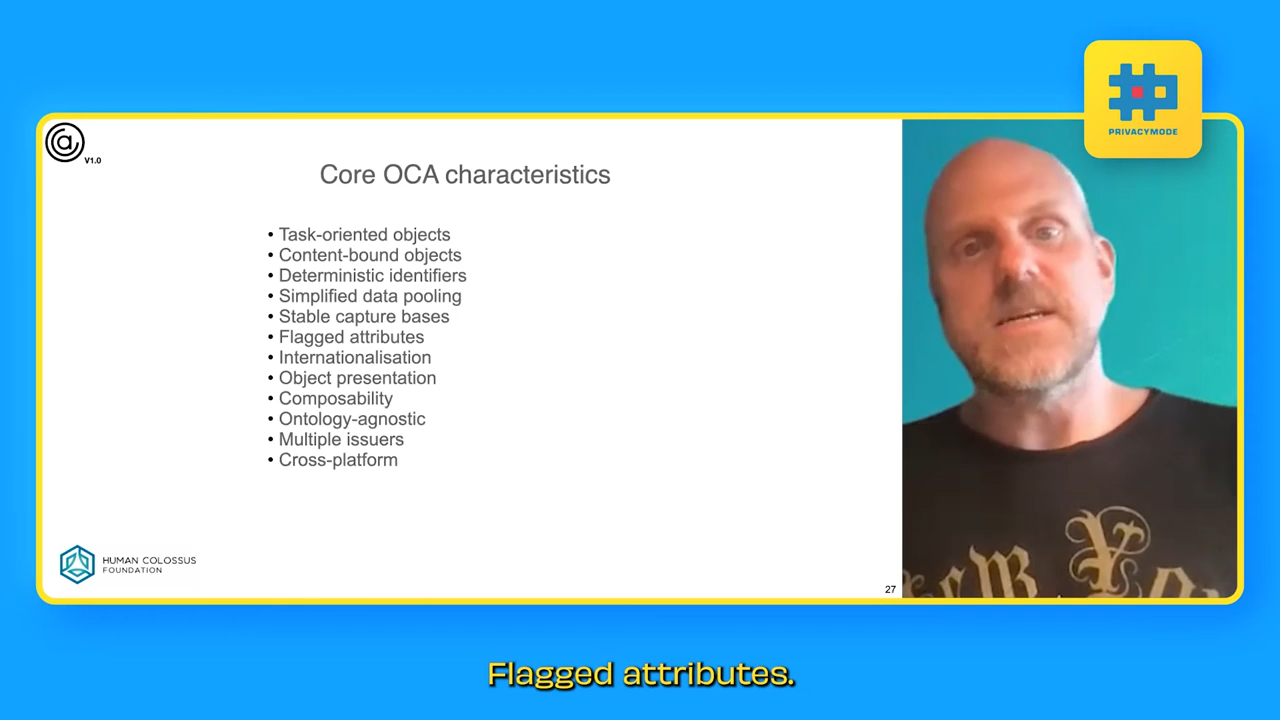 PRIVACYMODE
V1.0
Core OCA characteristics
• Task-oriented objects
• Content-bound objects
• Deterministic identifiers
• Simplified data pooling
• Stable capture bases
• Flagged attributes
• Internationalisation
• Object presentation
• Composability
• Ontology-agnostic
• Multiple issuers
• Cross-platform
HUMAN COLOSSUS
FOUNDATION
27
Flagged attributes.